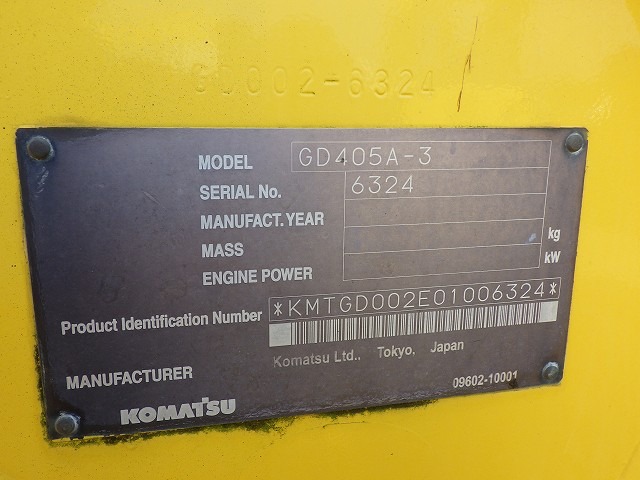 GD002-6324
MODEL GD405A-3
SERIAL No. 6324
MANUFACT. YEAR
MASS kg
ENGINE POWER kW
Product Identification Number *KMTGD002E01006324*
Komatsu Ltd., Tokyo, Japan
MANUFACTURER
09602-10001
KOMATSU